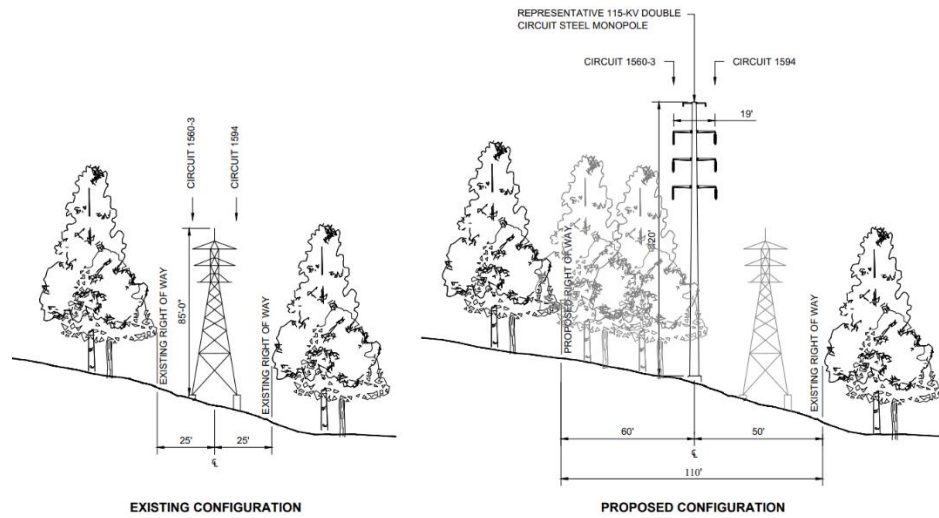 REPRESENTATIVE 115-KV DOUBLE
CIRCUIT STEEL MONOPOLE
CIRCUIT 1560-3
CIRCUIT 1594
19'
CIRCUIT 1560-3
CIRCUIT 1594
85'-0"
EXISTING RIGHT OF WAY
EXISTING RIGHT OF WAY
25'
25'
℄
EXISTING CONFIGURATION
PROPOSED RIGHT OF WAY
120'
EXISTING RIGHT OF WAY
60'
50'
℄
110'
PROPOSED CONFIGURATION